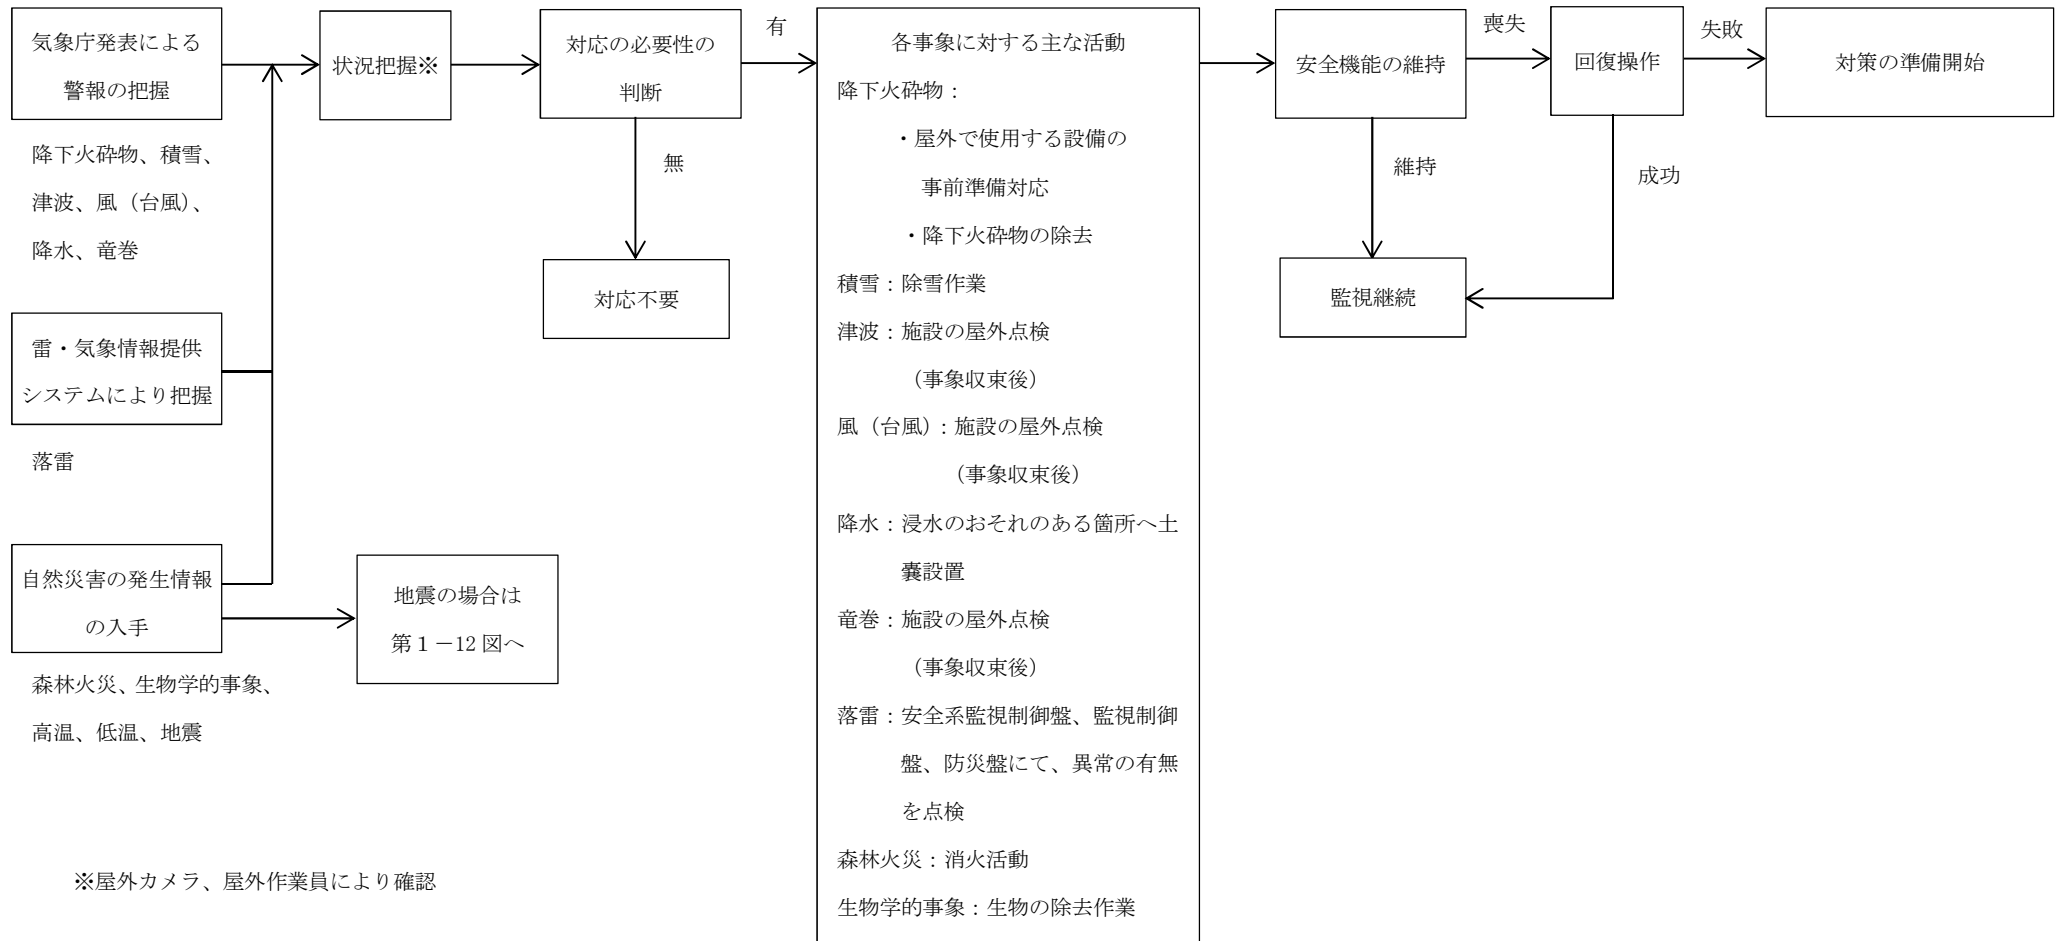 気象庁発表による
警報の把握
降下火砕物、積雪、
津波、風（台風）、
降水、竜巻
雷・気象情報提供
システムにより把握
落雷
自然災害の発生情報
の入手
森林火災、生物学的事象、
高温、低温、地震
地震の場合は
第１－12 図へ
状況把握※
対応の必要性の
判断
無
対応不要
有
各事象に対する主な活動
降下火砕物：
・屋外で使用する設備の
事前準備対応
・降下火砕物の除去
積雪：除雪作業
津波：施設の屋外点検
（事象収束後）
風（台風）：施設の屋外点検
（事象収束後）
降水：浸水のおそれのある箇所へ土
嚢設置
竜巻：施設の屋外点検
（事象収束後）
落雷：安全系監視制御盤、監視制御
盤、防災盤にて、異常の有無
を点検
森林火災：消火活動
生物学的事象：生物の除去作業
安全機能の維持
維持
監視継続
喪失
回復操作
成功
失敗
対策の準備開始
※屋外カメラ、屋外作業員により確認